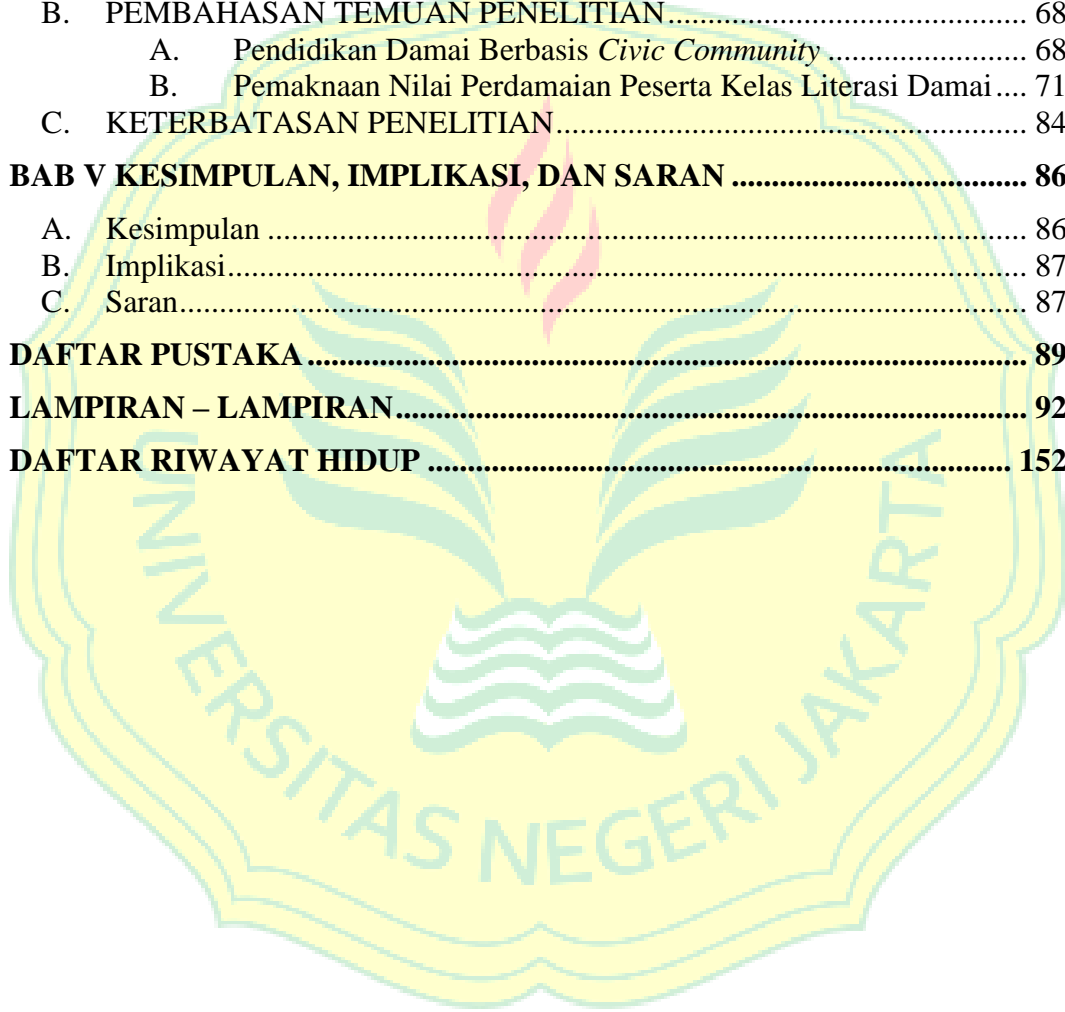 B. PEMBAHASAN TEMUAN PENELITIAN ........................................ 68
A. Pendidikan Damai Berbasis Civic Community ...................... 68
B. Pemaknaan Nilai Perdamaian Peserta Kelas Literasi Damai .... 71
C. KETERBATASAN PENELITIAN .................................................... 84
BAB V KESIMPULAN, IMPLIKASI, DAN SARAN ................................. 86
A. Kesimpulan .................................................................................... 86
B. Implikasi ......................................................................................... 87
C. Saran ............................................................................................... 87
DAFTAR PUSTAKA ................................................................................ 89
LAMPIRAN – LAMPIRAN ...................................................................... 92
DAFTAR RIWAYAT HIDUP .................................................................. 152
UNIVERSITAS NEGERI JAKARTA